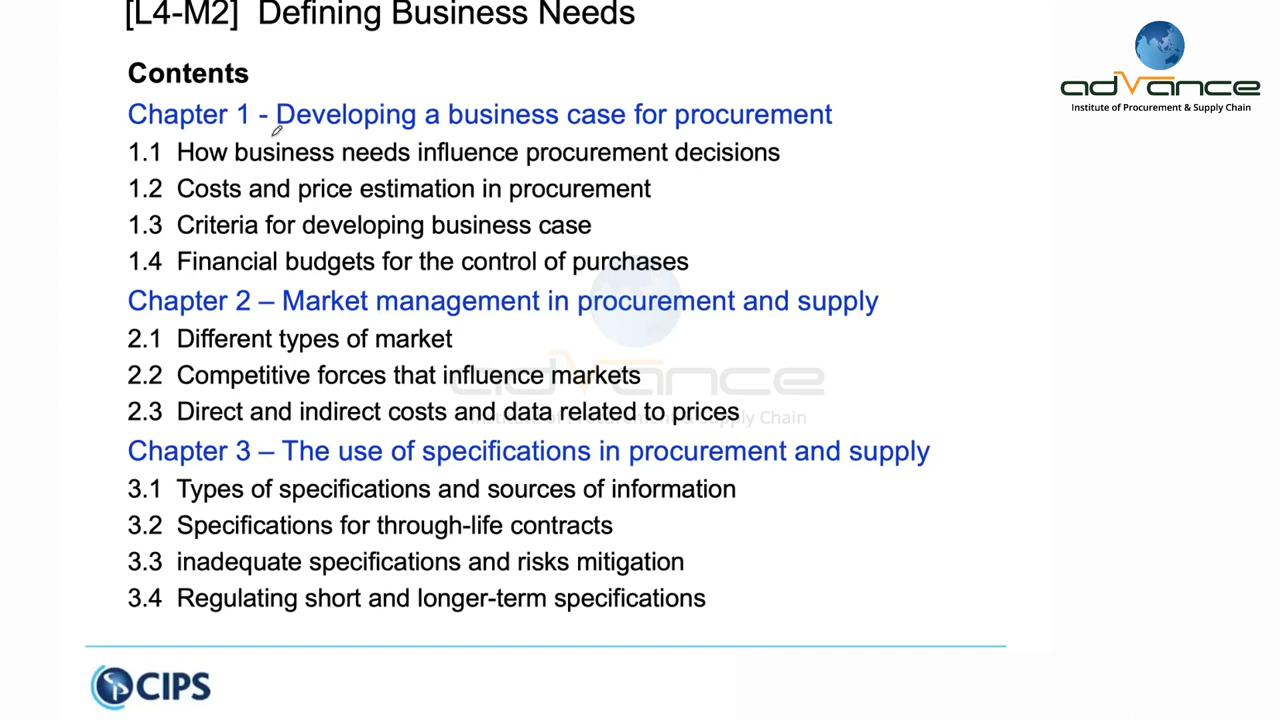 [L4-M2] Defining Business Needs
adVance
Institute of Procurement & Supply Chain
Contents
Chapter 1 - Developing a business case for procurement
1.1 How business needs influence procurement decisions
1.2 Costs and price estimation in procurement
1.3 Criteria for developing business case
1.4 Financial budgets for the control of purchases
Chapter 2 – Market management in procurement and supply
2.1 Different types of market
2.2 Competitive forces that influence markets
2.3 Direct and indirect costs and data related to prices
adVance
Institute of Procurement & Supply Chain
Chapter 3 – The use of specifications in procurement and supply
3.1 Types of specifications and sources of information
3.2 Specifications for through-life contracts
3.3 inadequate specifications and risks mitigation
3.4 Regulating short and longer-term specifications
CIPS